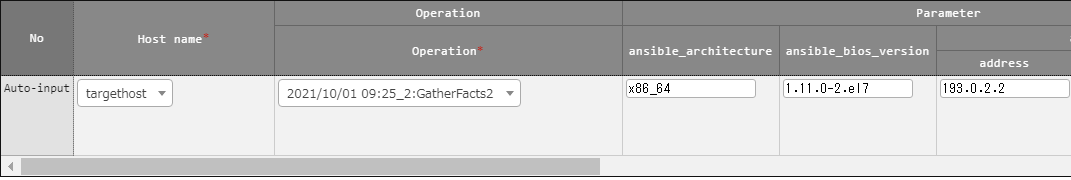 Operation Parameter
No Host name* Operation* ansible_architecture ansible_bios_version
address
Auto-input targethost 2021/10/01 09:25_2:GatherFacts2 x86_64 1.11.0-2.el7 193.0.2.2